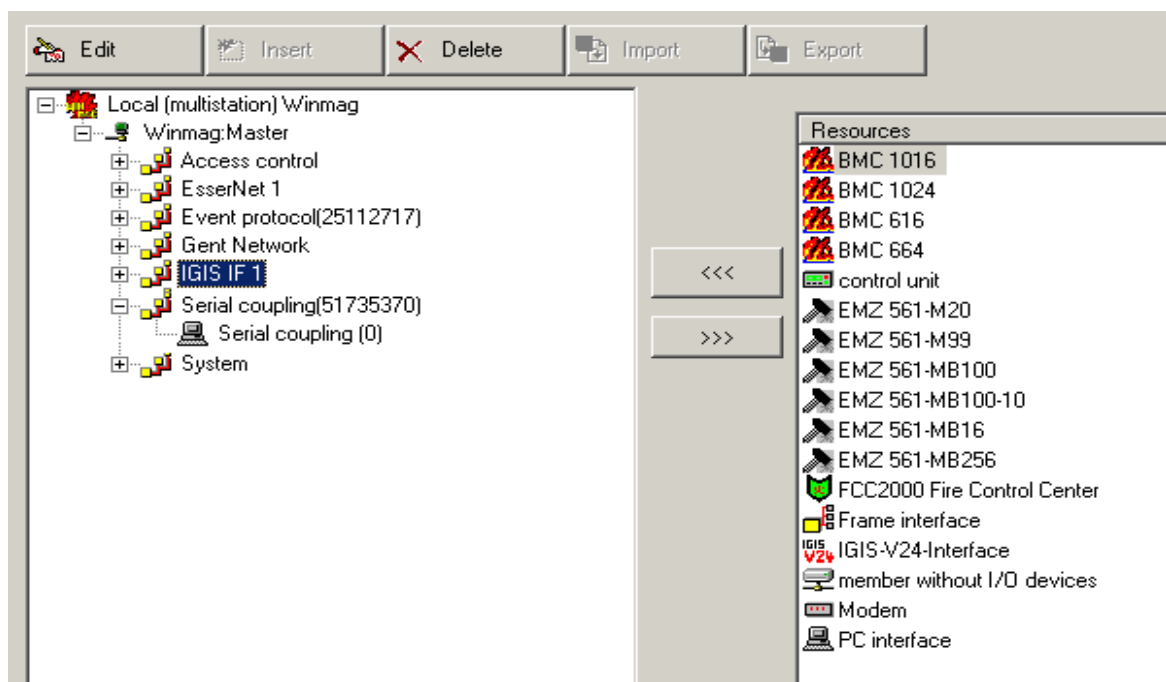 Edit Insert Delete Import Export
Local (multistation) Winmag
Winmag:Master
Access control
EsserNet 1
Event protocol(25112717)
Gent Network
IGIS IF 1
Serial coupling(51735370)
Serial coupling (0)
System
<<<
>>>
Resources
BMC 1016
BMC 1024
BMC 616
BMC 664
control unit
EMZ 561-M20
EMZ 561-M99
EMZ 561-MB100
EMZ 561-MB100-10
EMZ 561-MB16
EMZ 561-MB256
FCC2000 Fire Control Center
Frame interface
IGIS V24 IGIS-V24-Interface
member without I/O devices
Modem
PC interface